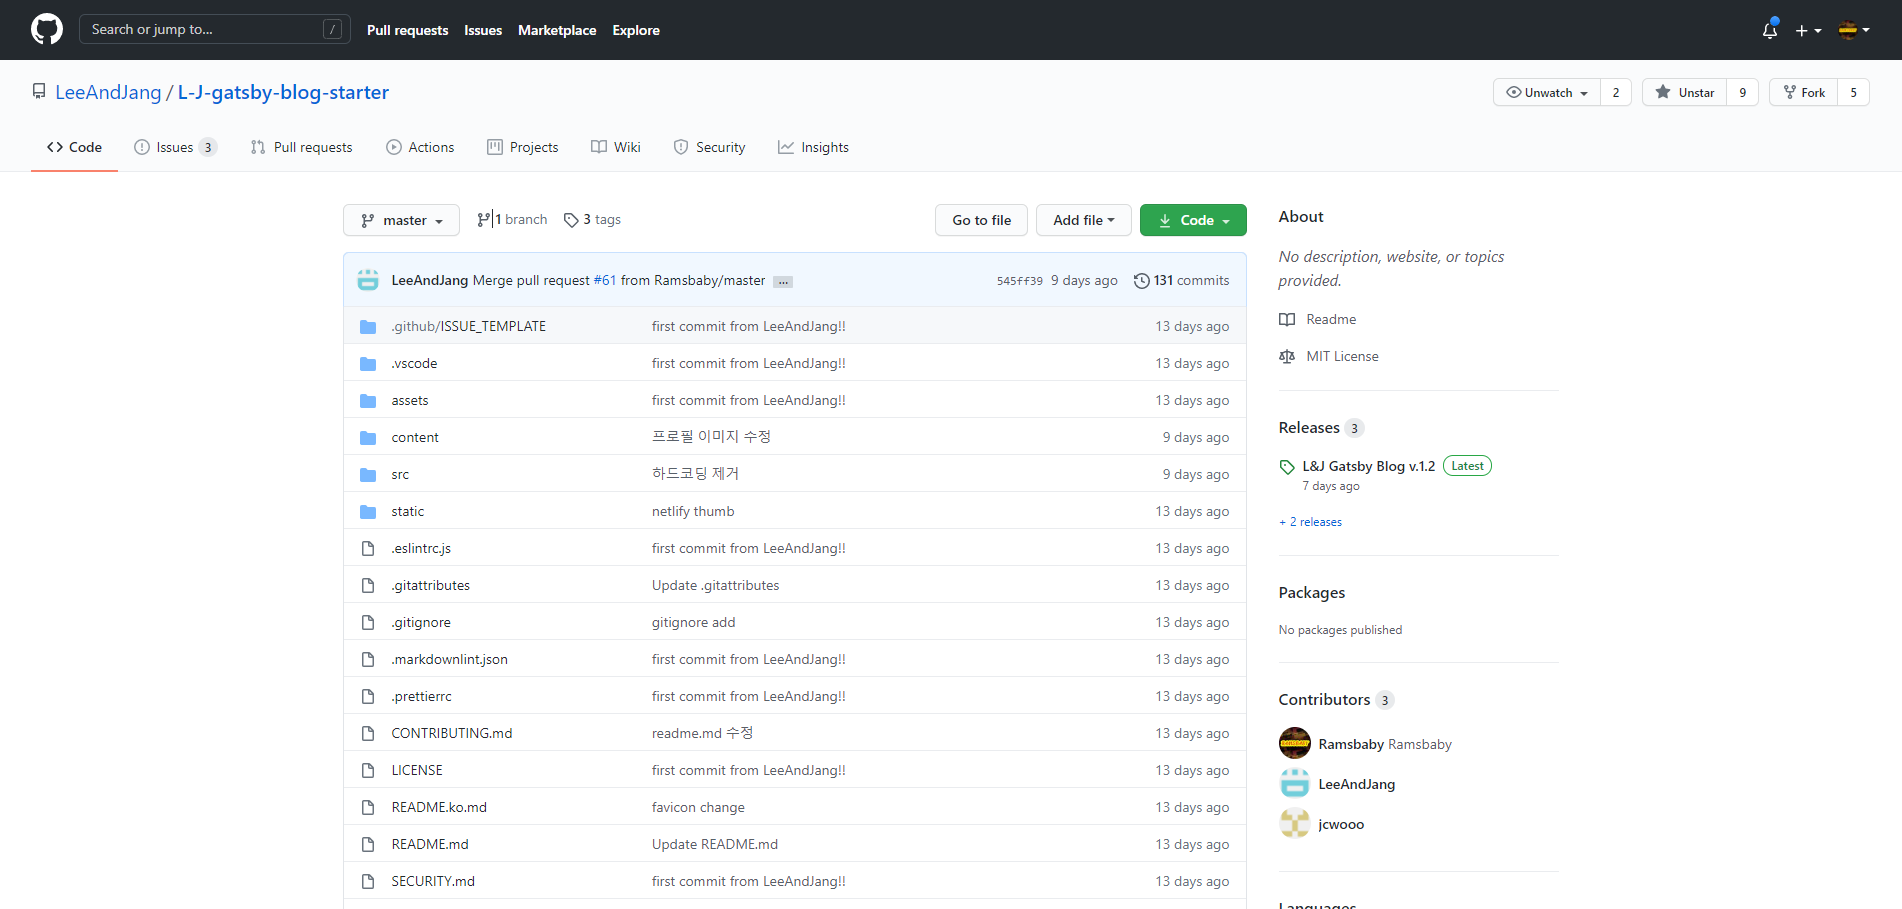 Search or jump to... /
Pull requests Issues Marketplace Explore
LeeAndJang / L-J-gatsby-blog-starter
Unwatch 2 Unstar 9 Fork 5
Code Issues 3 Pull requests Actions Projects Wiki Security Insights
master 1 branch 3 tags Go to file Add file Code
LeeAndJang Merge pull request #61 from Ramsbaby/master ... 545ff39 9 days ago 131 commits
.github/ISSUE_TEMPLATE first commit from LeeAndJang!! 13 days ago
.vscode first commit from LeeAndJang!! 13 days ago
assets first commit from LeeAndJang!! 13 days ago
content 프로필 이미지 수정 9 days ago
src 하드코딩 제거 9 days ago
static netlify thumb 13 days ago
.eslintrc.js first commit from LeeAndJang!! 13 days ago
.gitattributes Update .gitattributes 13 days ago
.gitignore gitignore add 13 days ago
.markdownlint.json first commit from LeeAndJang!! 13 days ago
.prettierrc first commit from LeeAndJang!! 13 days ago
CONTRIBUTING.md readme.md 수정 13 days ago
LICENSE first commit from LeeAndJang!! 13 days ago
README.ko.md favicon change 13 days ago
README.md Update README.md 13 days ago
SECURITY.md first commit from LeeAndJang!! 13 days ago
About
No description, website, or topics
provided.
Readme
MIT License
Releases 3
L&J Gatsby Blog v.1.2 Latest
7 days ago
+ 2 releases
Packages
No packages published
Contributors 3
Ramsbaby Ramsbaby
LeeAndJang
jcwooo
Languages